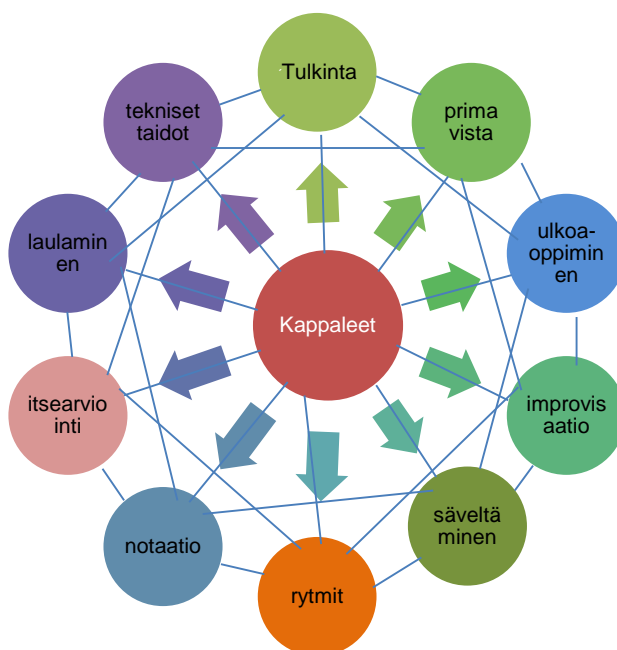 Tulkinta
prima
vista
ulkoa-
oppimin
en
improvis
aatio
säveltä
minen
rytmit
notaatio
itsearvio
inti
laulamin
en
tekniset
taidot
Kappaleet